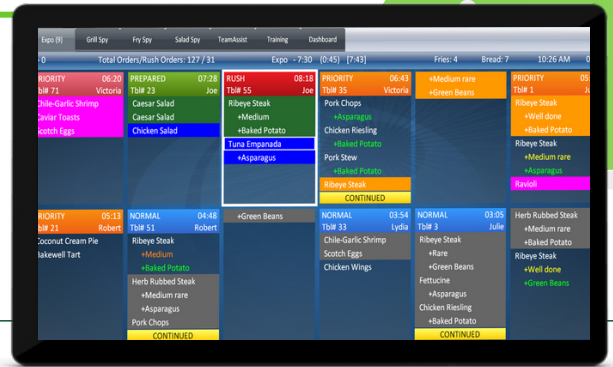 Expo (9) Grill Spy Fry Spy Salad Spy TeamAssist Training Dashboard
- 0 Total Orders/Rush Orders: 127 / 31 Expo - 7:30 (0:45) [7:43] Fries: 4 Bread: 7 10:26 AM
PRIORITY 06:20
Tbl# 71 Victoria
Chile-Garlic Shrimp
Caviar Toasts
Scotch Eggs
PREPARED 07:28
Tbl# 23 Joe
Caesar Salad
Caesar Salad
Chicken Salad
RUSH 08:18
Tbl# 55 Joe
Ribeye Steak
+Medium
+Baked Potato
Tuna Empanada
+Asparagus
PRIORITY 06:43
Tbl# 35 Victoria
Pork Chops
+Asparagus
Chicken Riesling
+Baked Potato
Pork Stew
+Baked Potato
Ribeye Steak
CONTINUED
+Medium rare
+Green Beans
PRIORITY
Tbl# 1
Ribeye Steak
+Well done
+Baked Potato
Ribeye Steak
+Medium rare
+Asparagus
Ravioli
PRIORITY 05:13
Tbl# 21 Robert
Coconut Cream Pie
Bakewell Tart
NORMAL 04:48
Tbl# 51 Robert
Ribeye Steak
+Medium
+Baked Potato
Herb Rubbed Steak
+Medium rare
+Asparagus
Pork Chops
CONTINUED
+Green Beans
NORMAL 03:54
Tbl# 33 Lydia
Chile-Garlic Shrimp
Scotch Eggs
Chicken Wings
NORMAL 03:05
Tbl# 3 Julie
Ribeye Steak
+Rare
+Green Beans
Fettucine
+Asparagus
Chicken Riesling
+Baked Potato
CONTINUED
Herb Rubbed Steak
+Medium rare
+Baked Potato
Ribeye Steak
+Well done
+Green Beans